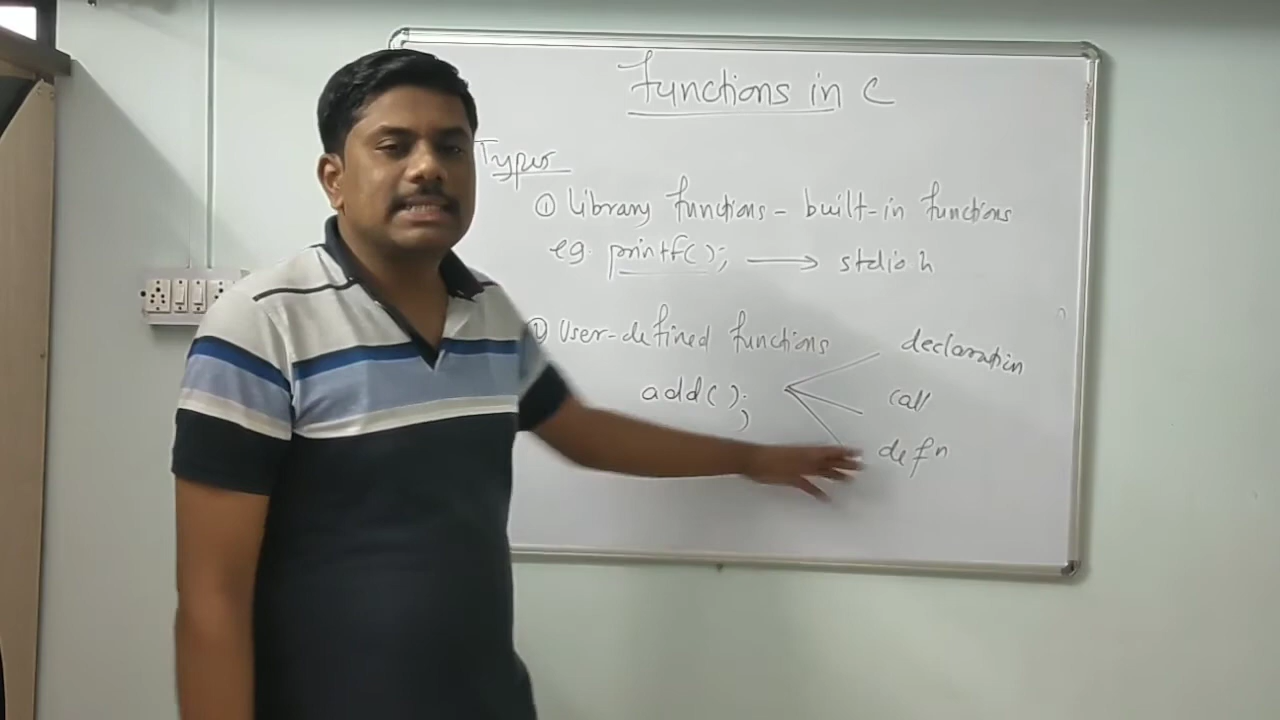 Functions in C
Types
① Library functions - built-in functions
eg. printf(); → stdio.h
② User-defined functions
declaration
add();
call
defn